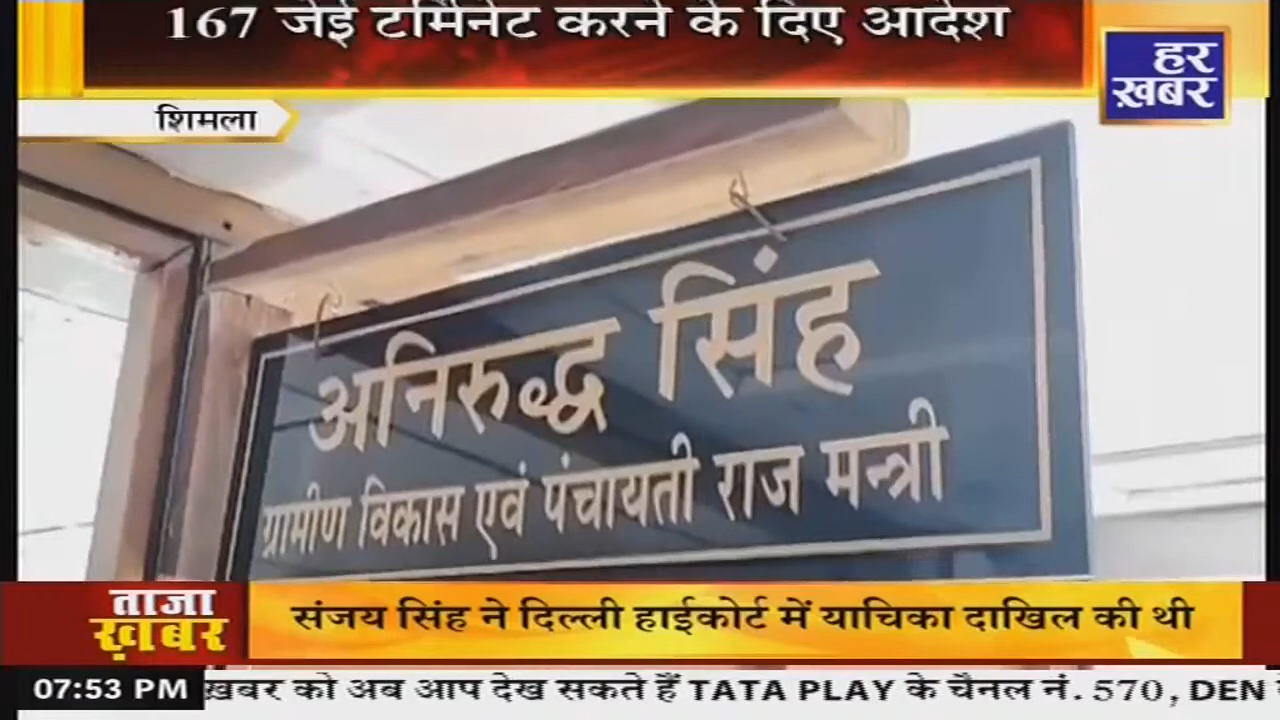 167 जेई टर्मिनेट करने के दिए आदेश
हर
ख़बर
शिमला
अनिरुद्ध सिंह
ग्रामीण विकास एवं पंचायती राज मन्त्री
ताजा
ख़बर
संजय सिंह ने दिल्ली हाईकोर्ट में याचिका दाखिल की थी
07:53 PM
ख़बर को अब आप देख सकते हैं TATA PLAY के चैनल नं. 570, DEN